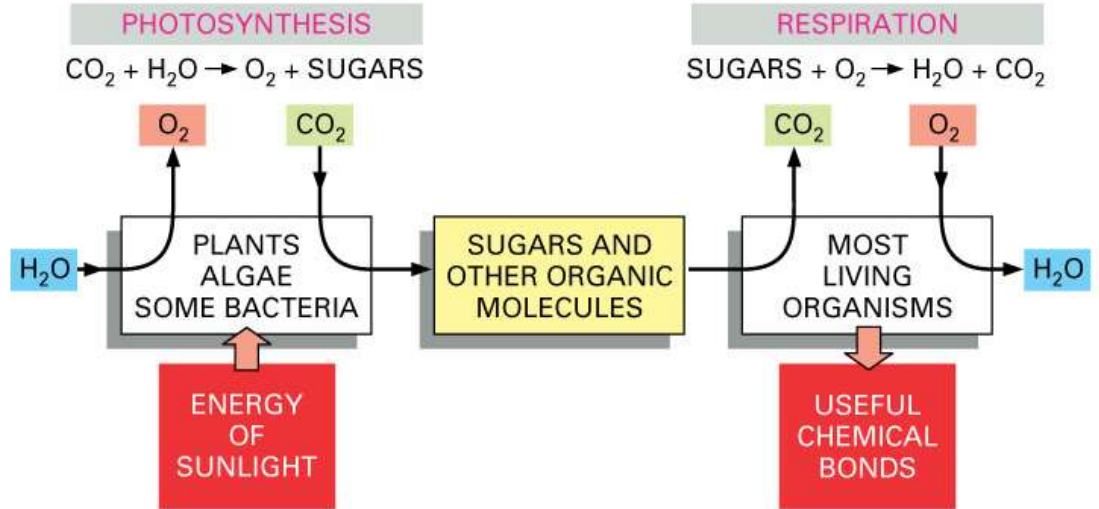 PHOTOSYNTHESIS
CO₂ + H₂O → O₂ + SUGARS
O₂
CO₂
H₂O
PLANTS
ALGAE
SOME BACTERIA
ENERGY
OF
SUNLIGHT
SUGARS AND
OTHER ORGANIC
MOLECULES
RESPIRATION
SUGARS + O₂ → H₂O + CO₂
CO₂
O₂
MOST
LIVING
ORGANISMS
H₂O
USEFUL
CHEMICAL
BONDS